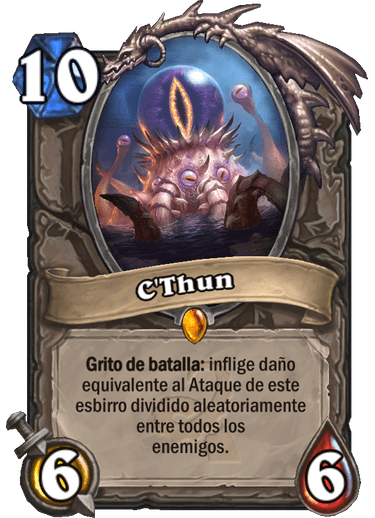 10
C'Thun
Grito de batalla: inflige daño
equivalente al Ataque de este
esbirro dividido aleatoriamente
entre todos los
enemigos.
6
6